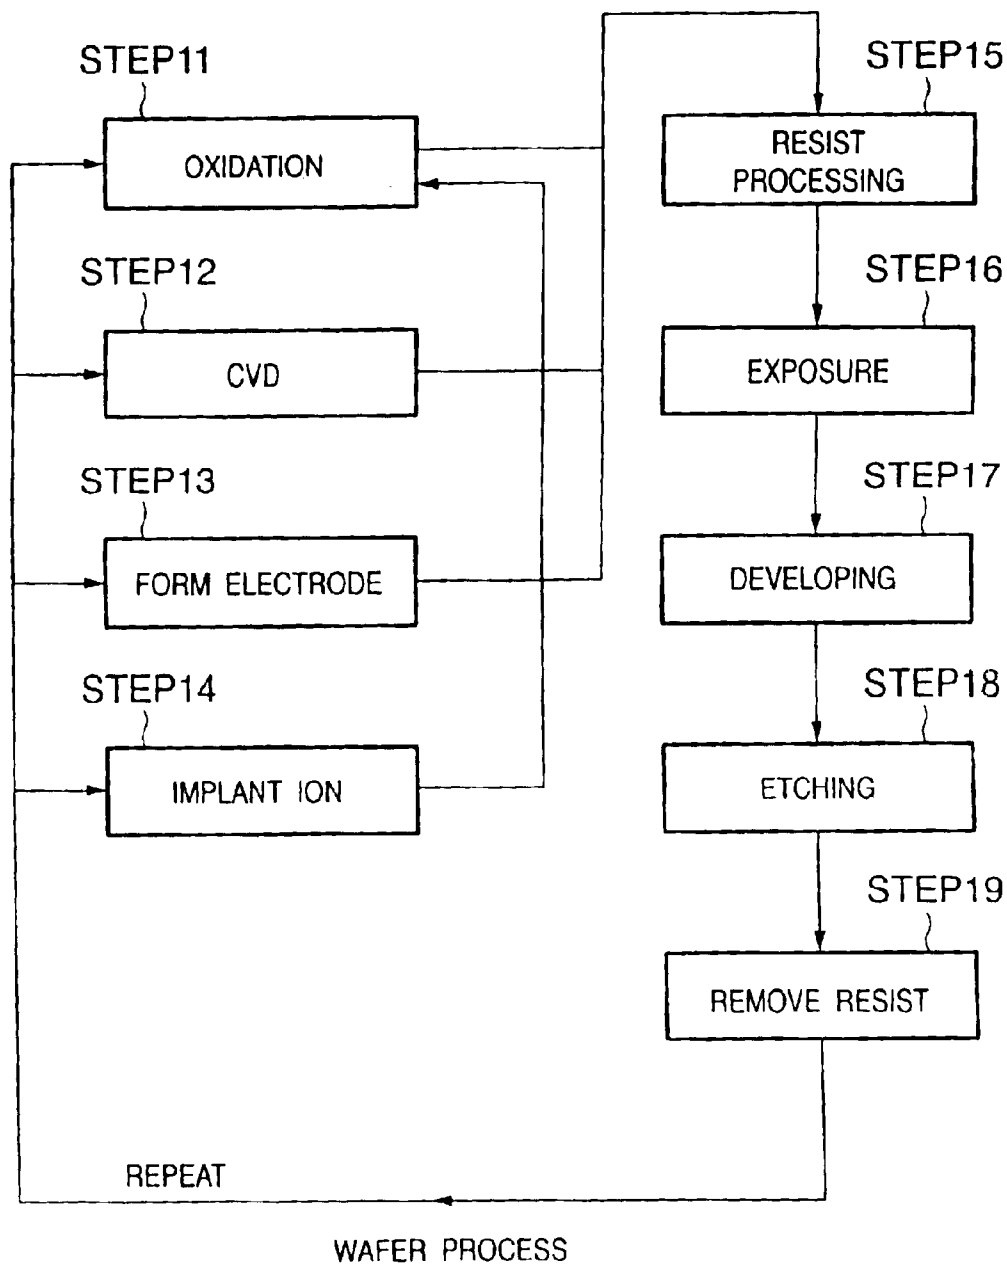 STEP11
OXIDATION
STEP12
CVD
STEP13
FORM ELECTRODE
STEP14
IMPLANT ION
STEP15
RESIST
PROCESSING
STEP16
EXPOSURE
STEP17
DEVELOPING
STEP18
ETCHING
STEP19
REMOVE RESIST
REPEAT
WAFER PROCESS